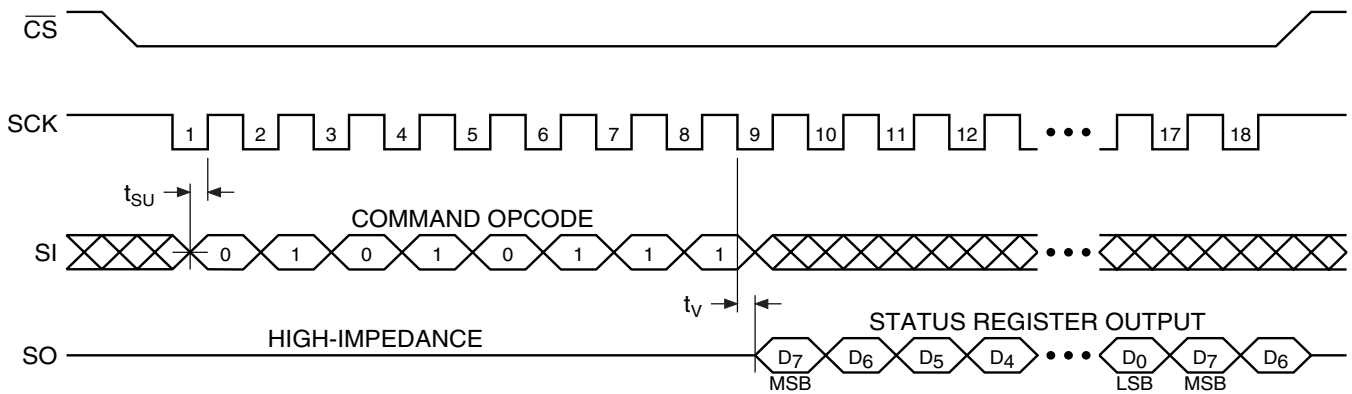 CS
SCK 1 2 3 4 5 6 7 8 9 10 11 12 ••• 17 18
tSU
COMMAND OPCODE
SI 0 1 0 1 0 1 1 1 •••
tV
HIGH-IMPEDANCE
STATUS REGISTER OUTPUT
SO D7 D6 D5 D4 ••• D0 D7 D6
MSB LSB MSB